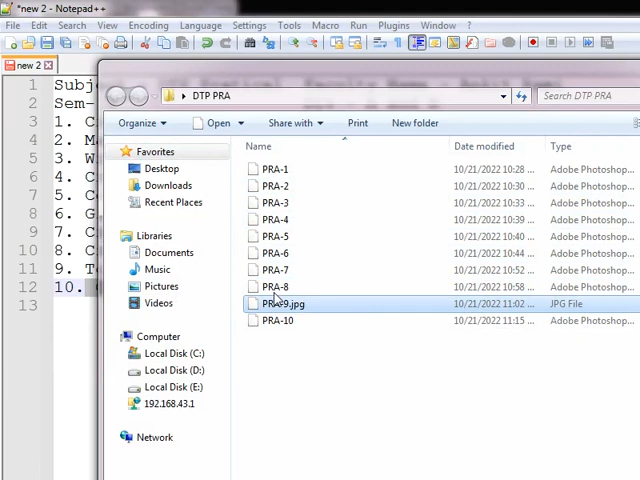 *new 2 - Notepad++
File Edit Search View Encoding Language Settings Tools Macro Run Plugins Window ?
new 2
1 Subj
2 Sem-
3 1. C
4 2. M
5 3. W
6 4. C
7 5. C
8 6. G
9 7. C
10 8. C
11 9. T
12 10.
13
DTP PRA
Search DTP PRA
Organize Open Share with Print New folder
Favorites
Desktop
Downloads
Recent Places
Libraries
Documents
Music
Pictures
Videos
Computer
Local Disk (C:)
Local Disk (D:)
Local Disk (E:)
192.168.43.1
Network
Name Date modified Type
PRA-1 10/21/2022 10:28 ... Adobe Photoshop...
PRA-2 10/21/2022 10:30 ... Adobe Photoshop...
PRA-3 10/21/2022 10:33 ... Adobe Photoshop...
PRA-4 10/21/2022 10:39 ... Adobe Photoshop...
PRA-5 10/21/2022 10:40 ... Adobe Photoshop...
PRA-6 10/21/2022 10:44 ... Adobe Photoshop...
PRA-7 10/21/2022 10:52 ... Adobe Photoshop...
PRA-8 10/21/2022 10:58 ... Adobe Photoshop...
PRA-9.jpg 10/21/2022 11:02 ... JPG File
PRA-10 10/21/2022 11:15 ... Adobe Photoshop...